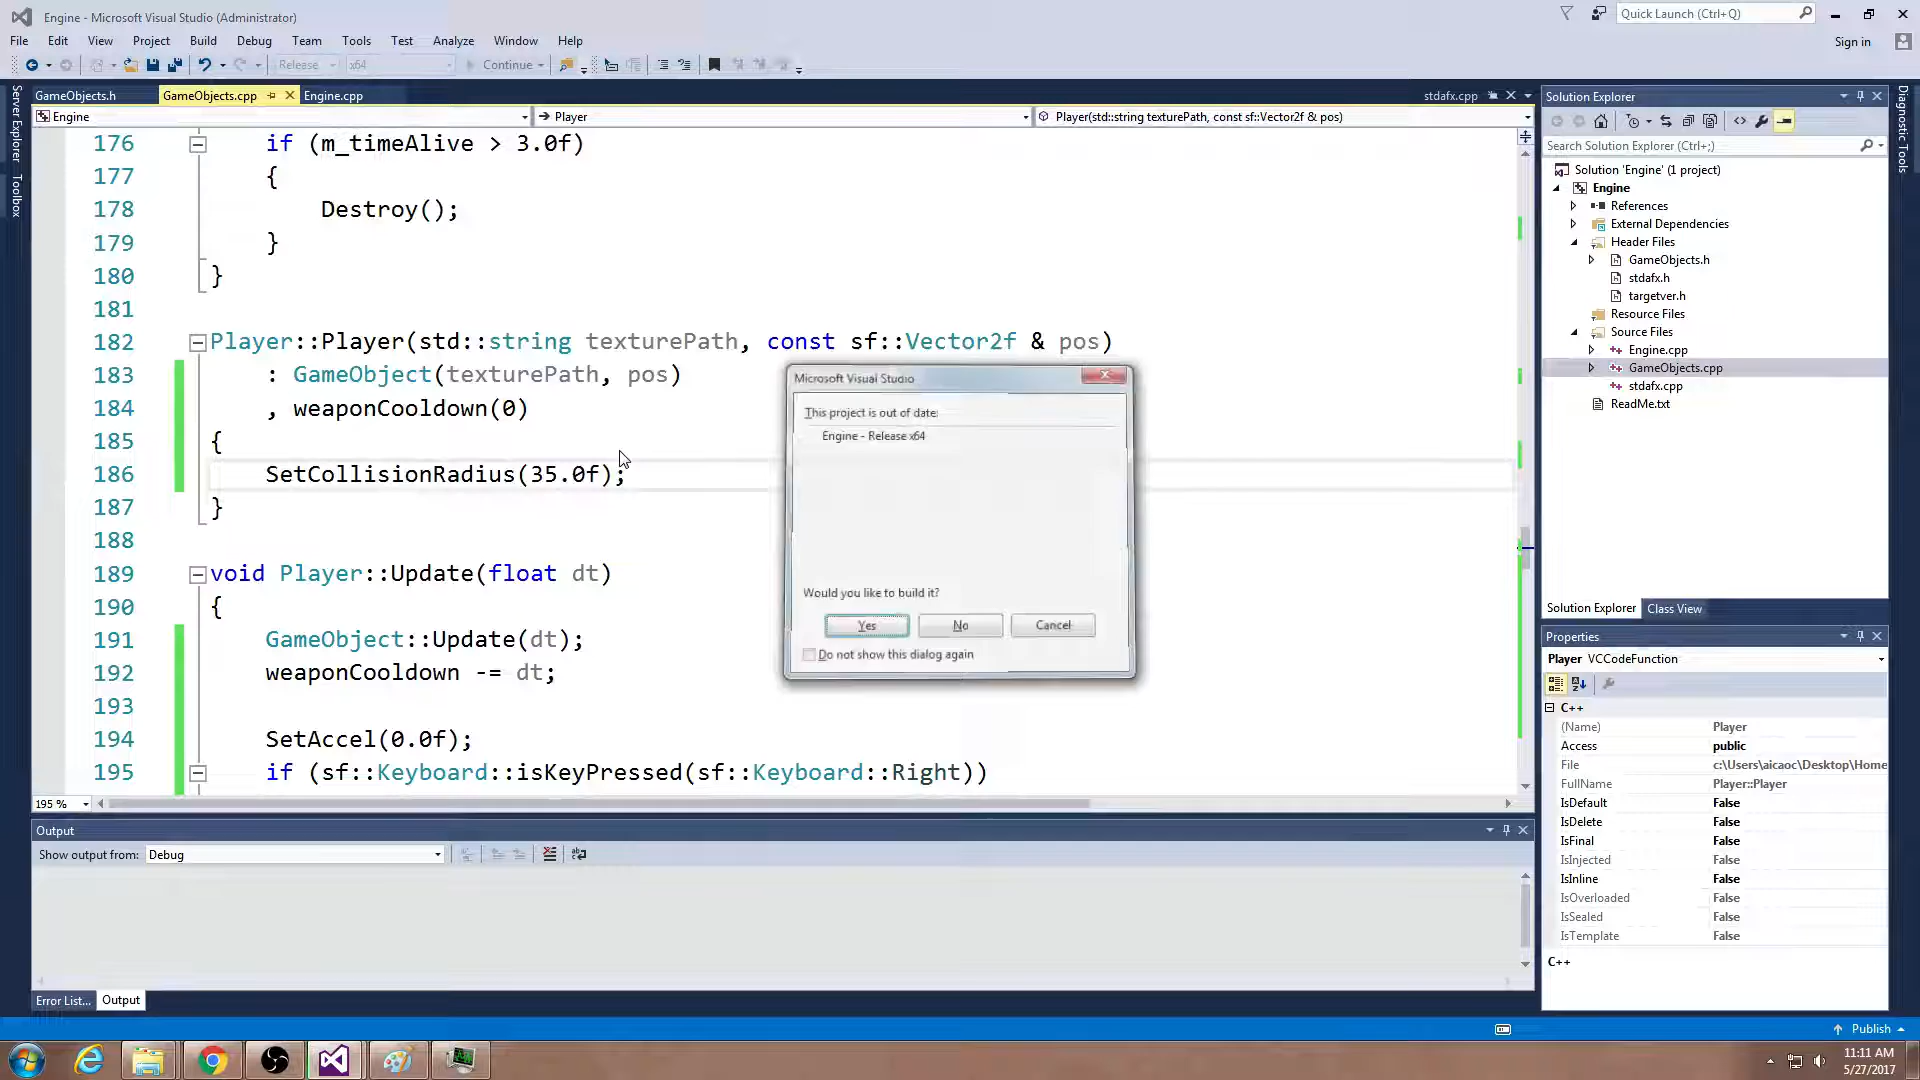 Engine - Microsoft Visual Studio (Administrator)
Quick Launch (Ctrl+Q)
File Edit View Project Build Debug Team Tools Test Analyze Window Help
Sign in
Release x64 Continue
Server Explorer
Toolbox
GameObjects.h GameObjects.cpp Engine.cpp stdafx.cpp
Engine Player Player(std::string texturePath, const sf::Vector2f & pos)
176 if (m_timeAlive > 3.0f)
177 {
178 Destroy();
179 }
180 }
181
182 Player::Player(std::string texturePath, const sf::Vector2f & pos)
183 : GameObject(texturePath, pos)
184 , weaponCooldown(0)
185 {
186 SetCollisionRadius(35.0f);
187 }
188
189 void Player::Update(float dt)
190 {
191 GameObject::Update(dt);
192 weaponCooldown -= dt;
193
194 SetAccel(0.0f);
195 if (sf::Keyboard::isKeyPressed(sf::Keyboard::Right))
195 %
Microsoft Visual Studio
This project is out of date:
Engine - Release x64
Would you like to build it?
Yes No Cancel
Do not show this dialog again
Output
Show output from: Debug
Error List... Output
Solution Explorer
Search Solution Explorer (Ctrl+;)
Solution 'Engine' (1 project)
Engine
References
External Dependencies
Header Files
GameObjects.h
stdafx.h
targetver.h
Resource Files
Source Files
Engine.cpp
GameObjects.cpp
stdafx.cpp
ReadMe.txt
Solution Explorer Class View
Properties
Player VCCodeFunction
C++
(Name) Player
Access public
File c:\Users\aicaoc\Desktop\Home
FullName Player::Player
IsDefault False
IsDelete False
IsFinal False
IsInjected False
IsInline False
IsOverloaded False
IsSealed False
IsTemplate False
C++
Diagnostic Tools
Publish
11:11 AM
5/27/2017